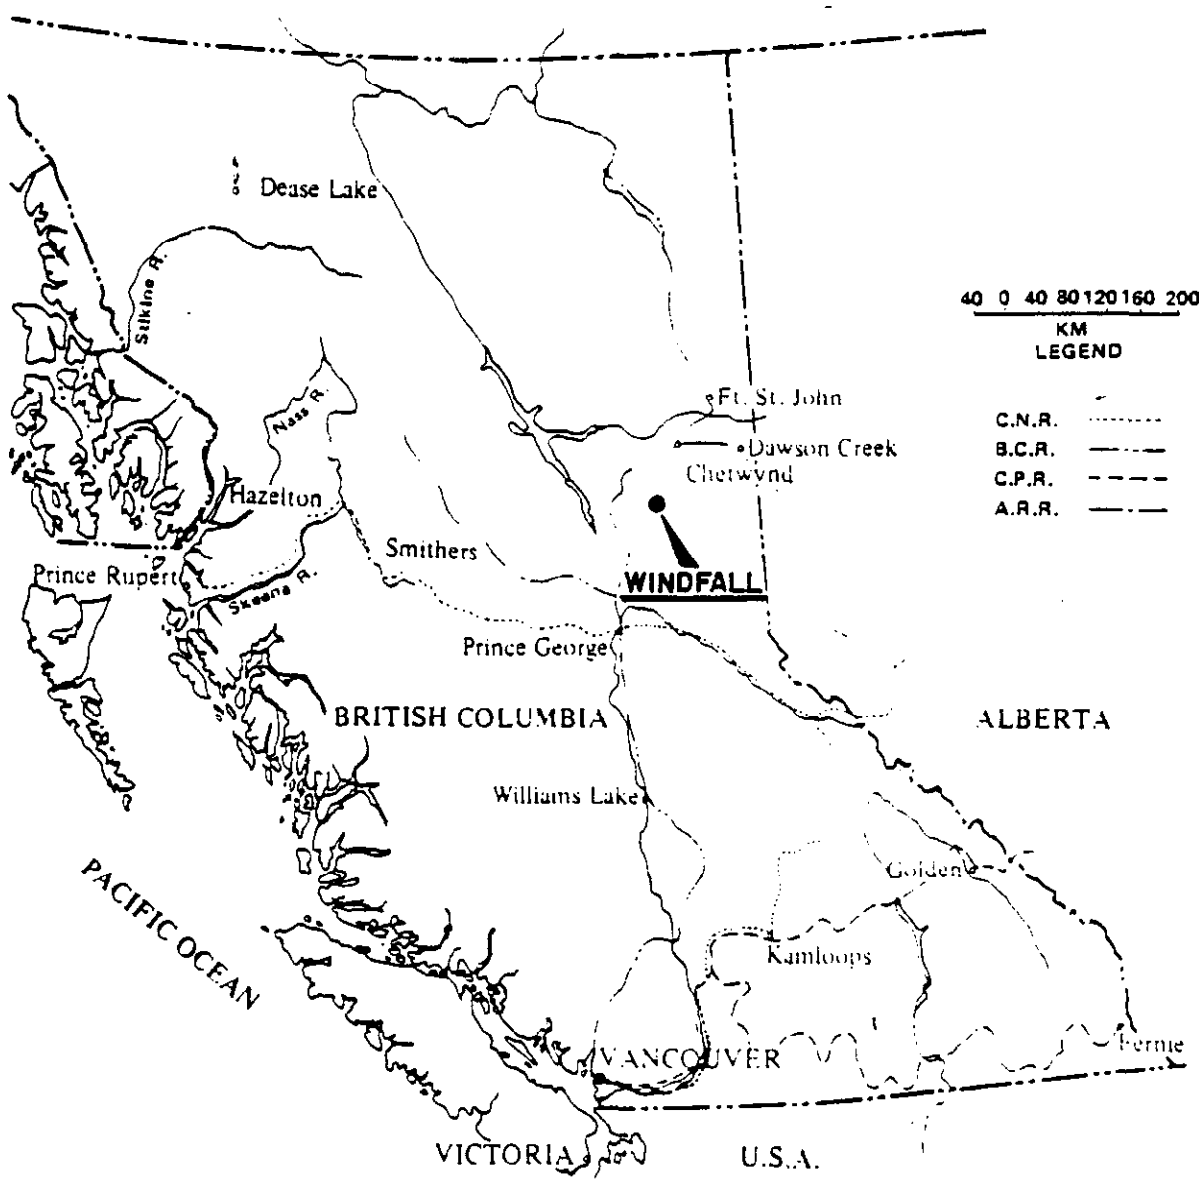 Dease Lake
Stikine R.
40 0 40 80 120 160 200
KM
LEGEND
Nass R.
Ft. St. John
C.N.R.
Dawson Creek
B.C.R.
Chetwynd
C.P.R.
Hazelton
A.R.R.
Smithers
Prince Rupert
WINDFALL
Skeena R.
Prince George
BRITISH COLUMBIA
ALBERTA
Williams Lake
PACIFIC OCEAN
Golden
Kamloops
Fernie
VANCOUVER
VICTORIA
U.S.A.